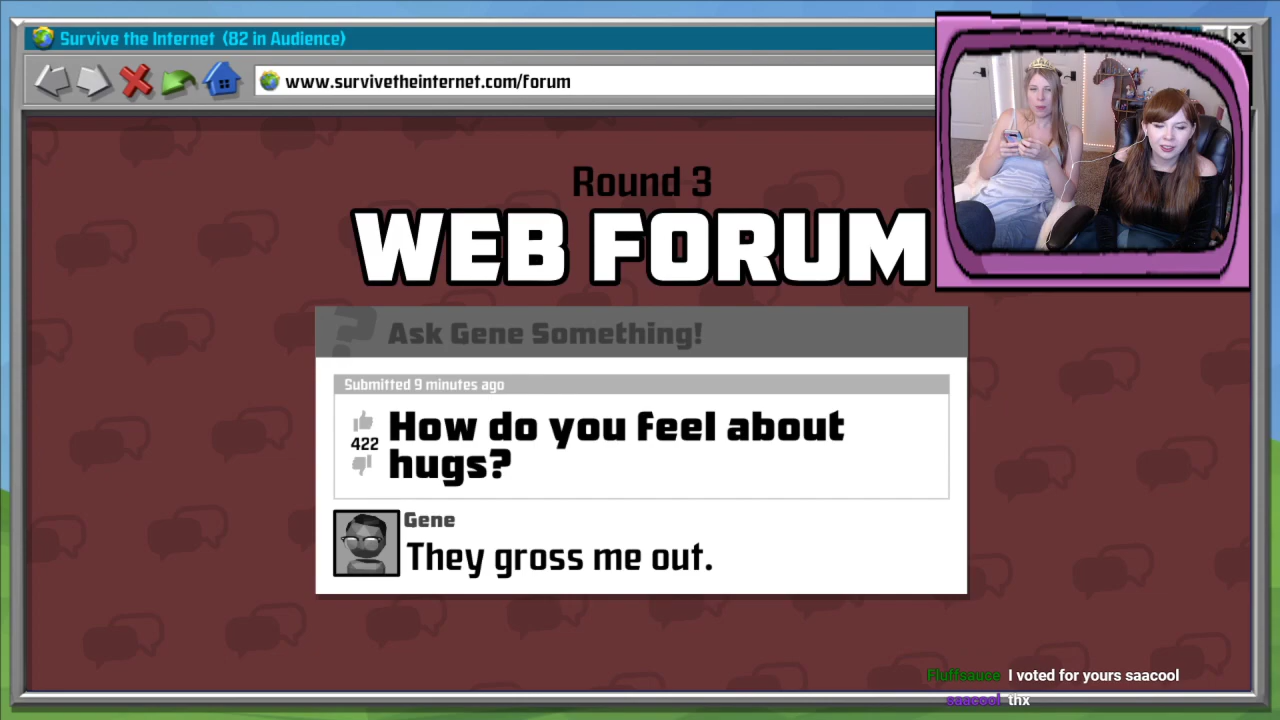 Survive the Internet (82 in Audience)
www.survivetheinternet.com/forum
Round 3
WEB FORUM
Ask Gene Something!
Submitted 9 minutes ago
422
How do you feel about
hugs?
Gene
They gross me out.
Fluffsauce I voted for yours saacool
saacool thx